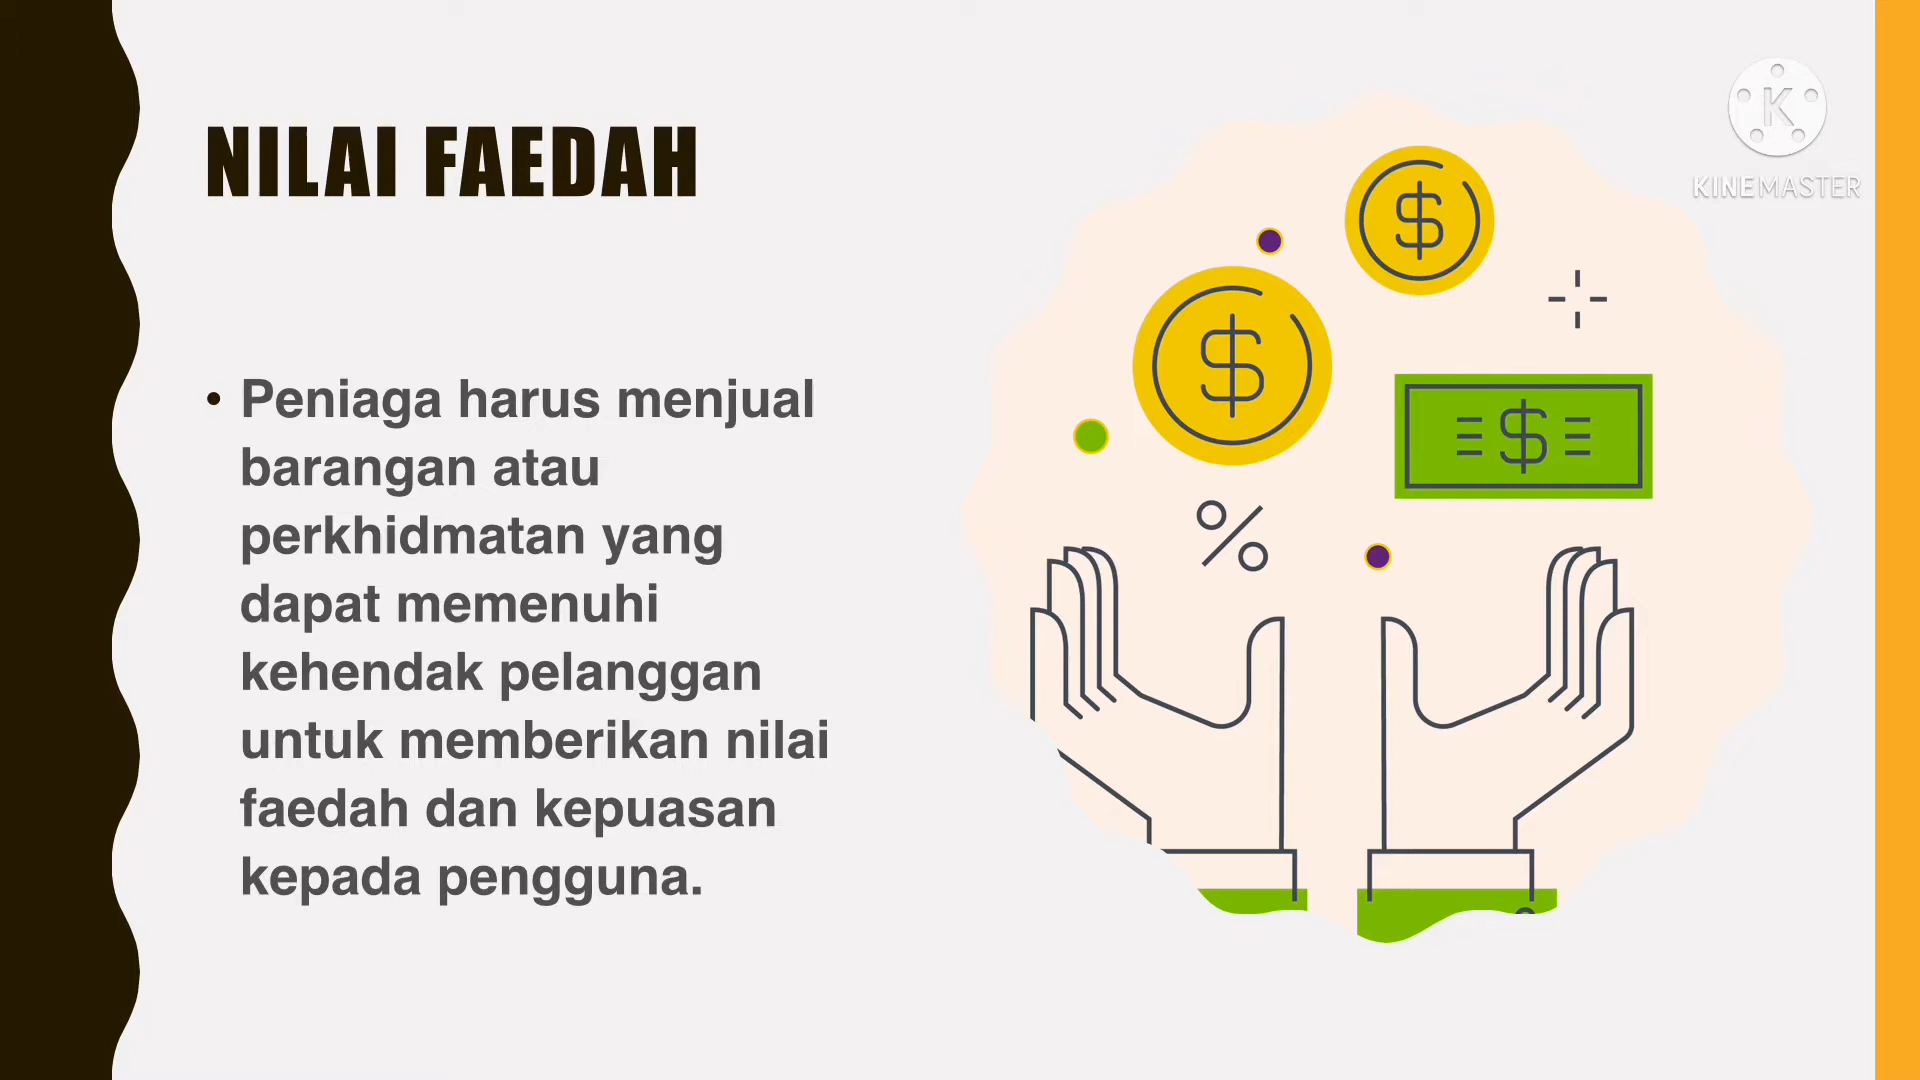 NILAI FAEDAH
KINEMASTER
• Peniaga harus menjual
barangan atau
perkhidmatan yang
dapat memenuhi
kehendak pelanggan
untuk memberikan nilai
faedah dan kepuasan
kepada pengguna.
$
$
$
%